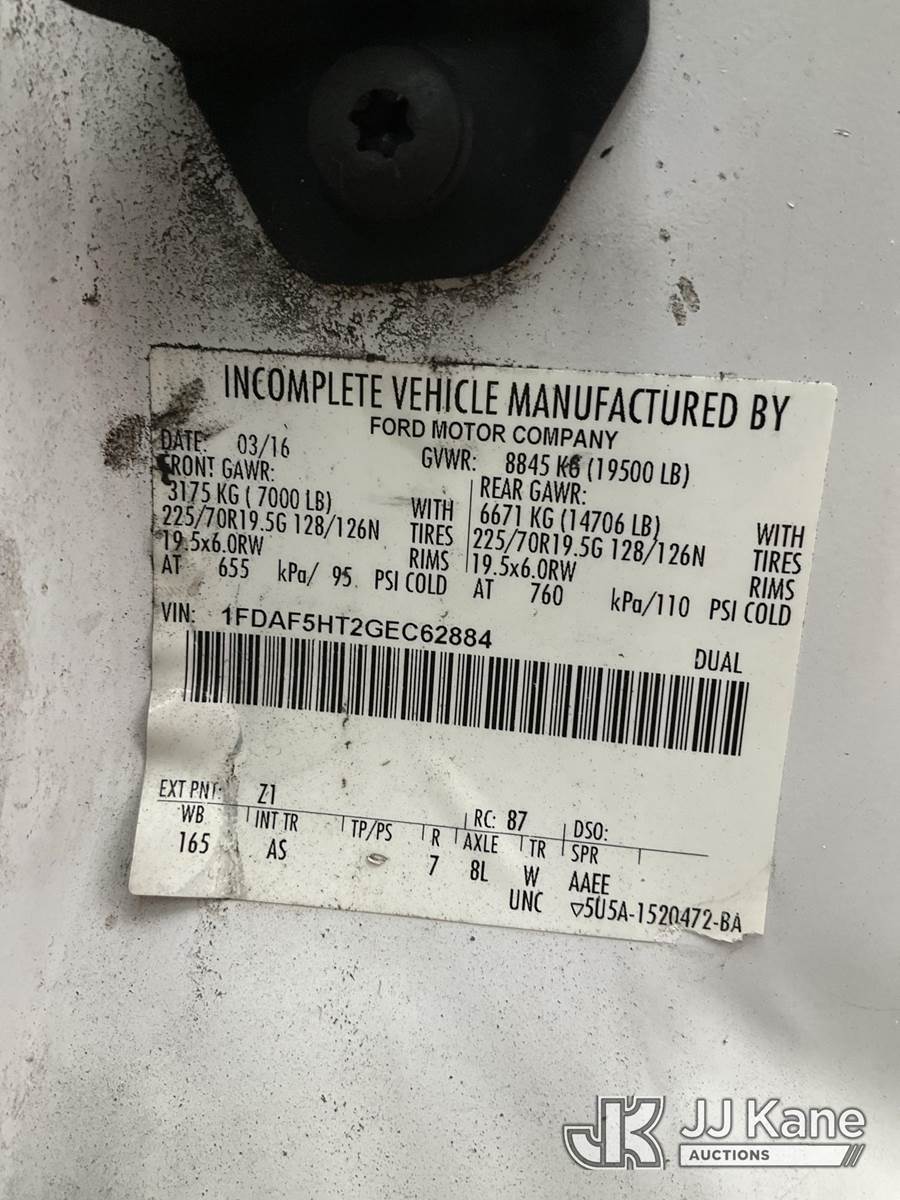 INCOMPLETE VEHICLE MANUFACTURED BY
FORD MOTOR COMPANY
DATE: 03/16 GVWR: 8845 KG (19500 LB)
FRONT GAWR: REAR GAWR:
3175 KG ( 7000 LB) WITH 6671 KG (14706 LB) WITH
225/70R19.5G 128/126N TIRES 225/70R19.5G 128/126N TIRES
19.5x6.0RW RIMS 19.5x6.0RW RIMS
AT 655 kPa/ 95 PSI COLD AT 760 kPa/110 PSI COLD
VIN: 1FDAF5HT2GEC62884
DUAL
EXT PNT: Z1 RC: 87 DSO:
WB INT TR TP/PS R AXLE TR SPR
165 AS 7 8L W AAEE
UNC ▽5U5A-1520472-BA
JK JJ Kane
AUCTIONS